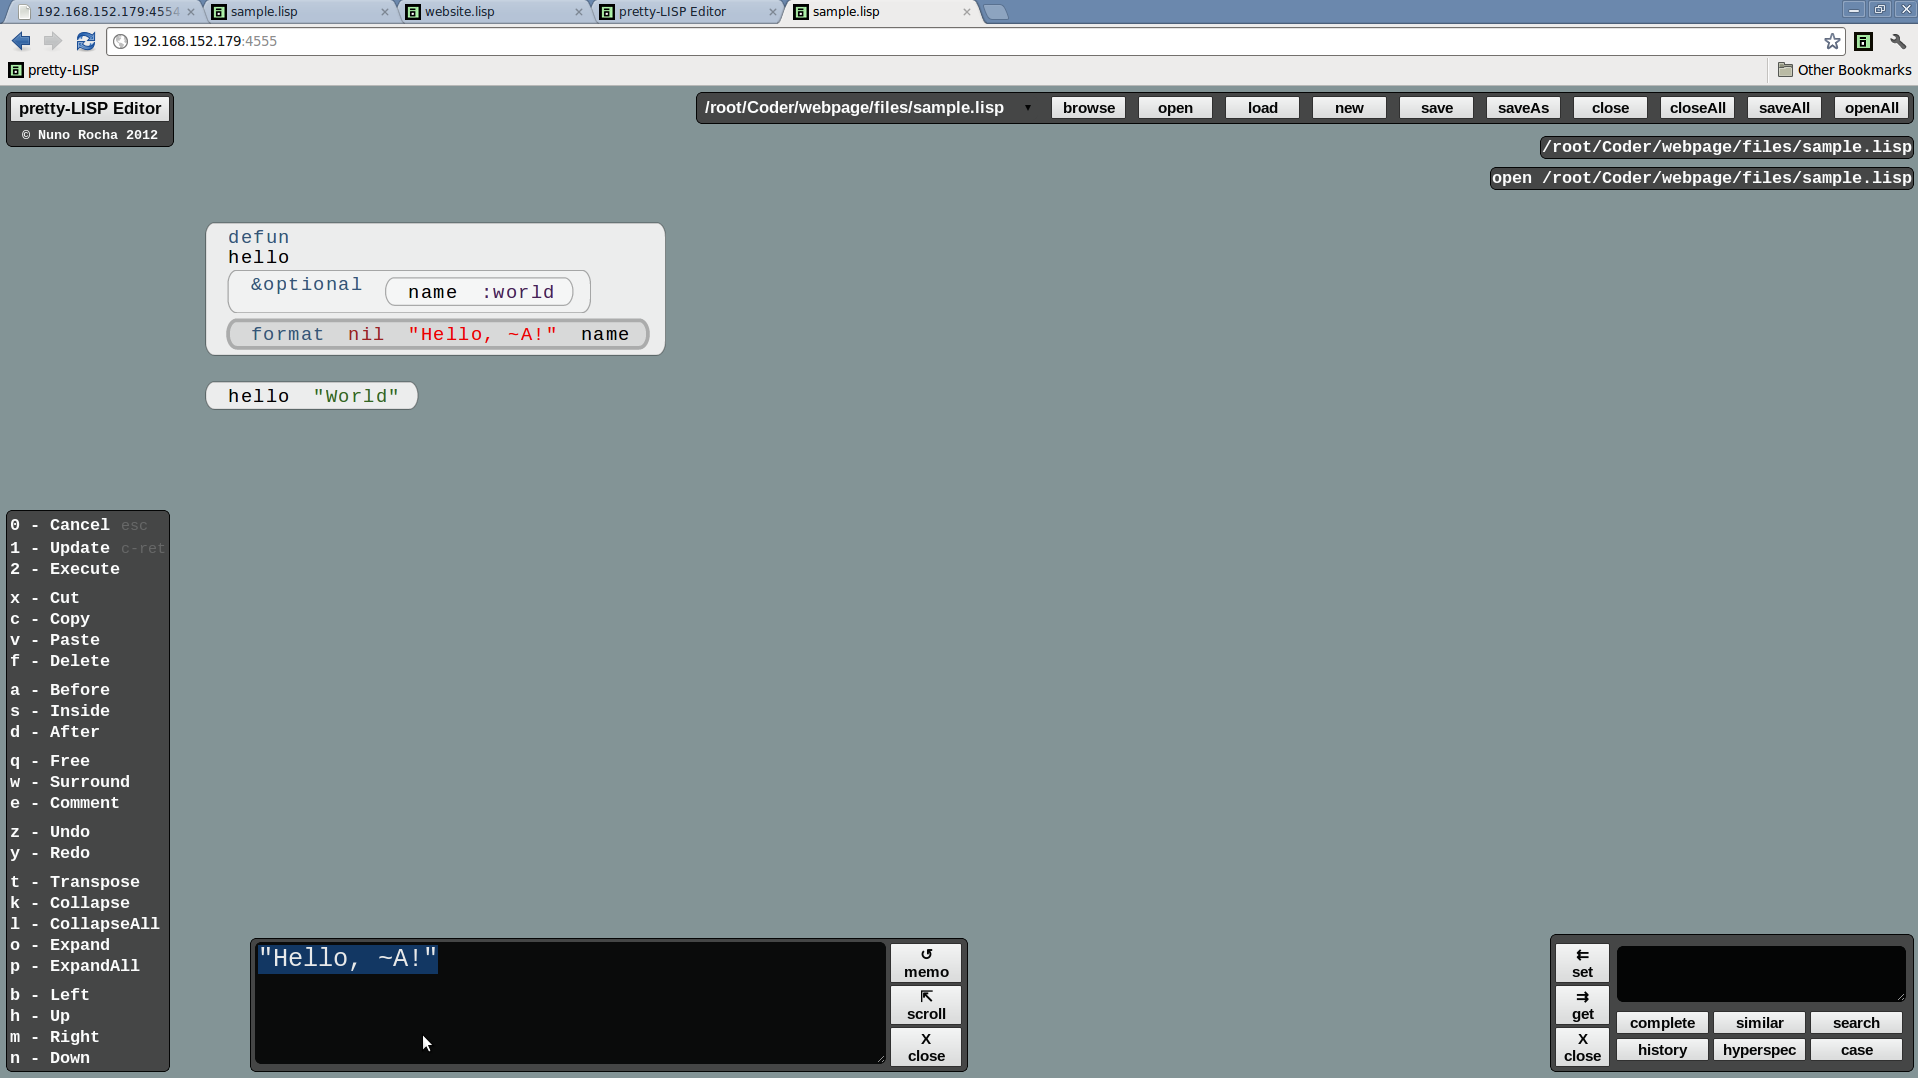 192.168.152.179:4554
sample.lisp
website.lisp
pretty-LISP Editor
sample.lisp
192.168.152.179:4555
pretty-LISP
Other Bookmarks
pretty-LISP Editor
© Nuno Rocha 2012
/root/Coder/webpage/files/sample.lisp ▾ browse open load new save saveAs close closeAll saveAll openAll
/root/Coder/webpage/files/sample.lisp
open /root/Coder/webpage/files/sample.lisp
defun
hello
&optional name :world
format nil "Hello, ~A!" name
hello "World"
0 - Cancel esc
1 - Update c-ret
2 - Execute
x - Cut
c - Copy
v - Paste
f - Delete
a - Before
s - Inside
d - After
q - Free
w - Surround
e - Comment
z - Undo
y - Redo
t - Transpose
k - Collapse
l - CollapseAll
o - Expand
p - ExpandAll
b - Left
h - Up
m - Right
n - Down
"Hello, ~A!"
↺
memo
⇱
scroll
X
close
⇇
set
⇉
get
X
close
complete similar search
history hyperspec case